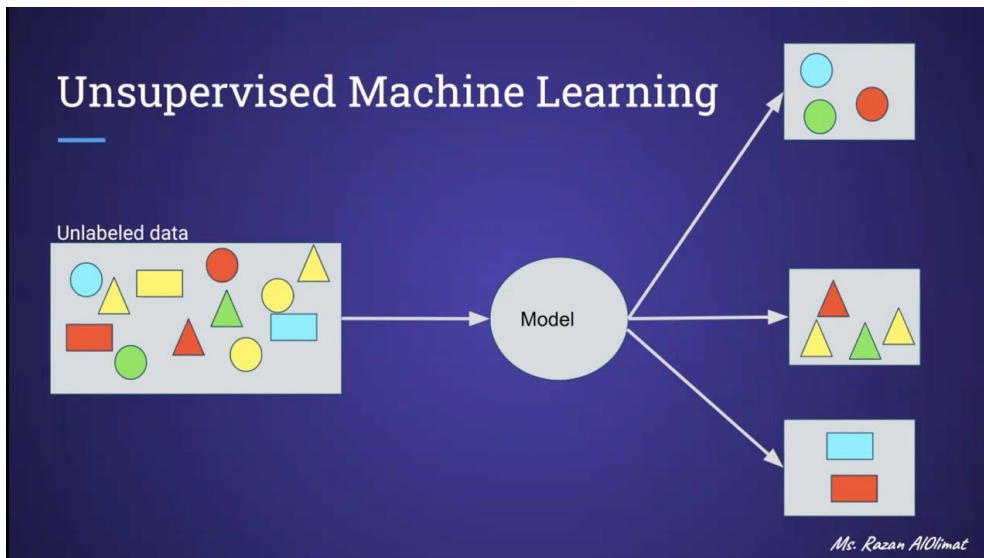 Unsupervised Machine Learning
Unlabeled data
Model
Ms. Razan AlOlimat